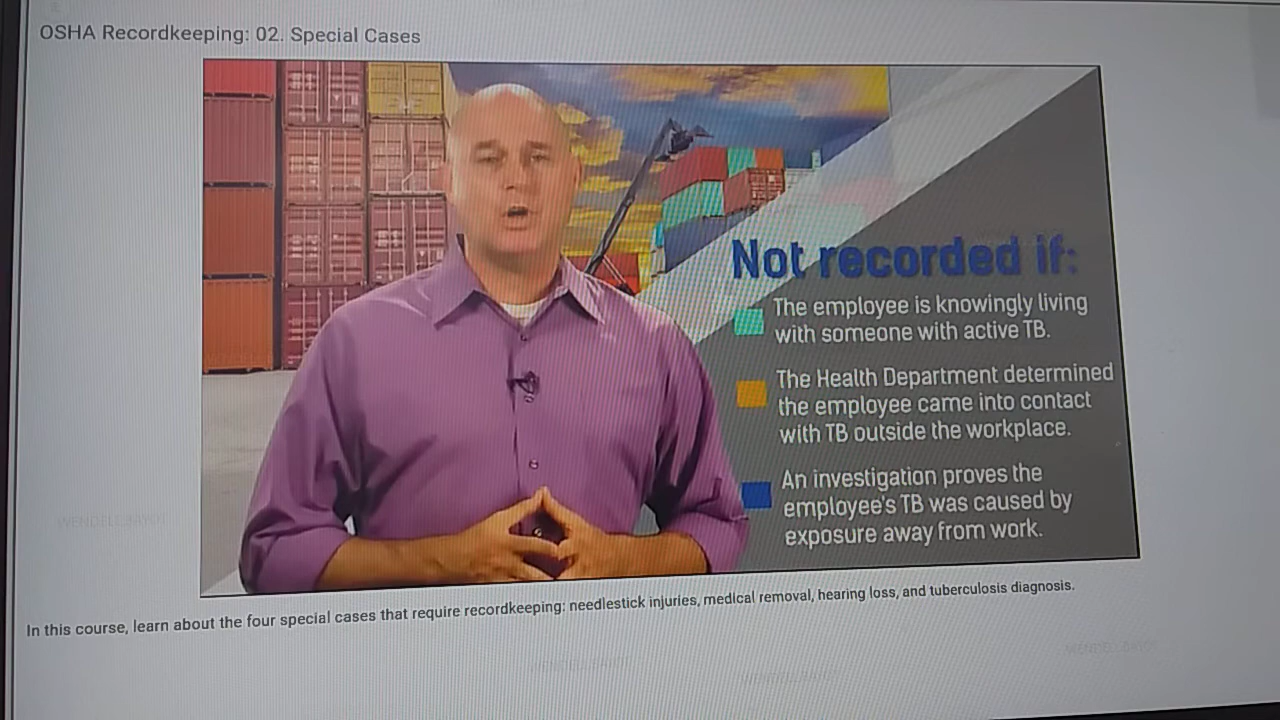 OSHA Recordkeeping: 02. Special Cases
Not recorded if:
The employee is knowingly living
with someone with active TB.
The Health Department determined
the employee came into contact
with TB outside the workplace.
An investigation proves the
employee's TB was caused by
exposure away from work.
In this course, learn about the four special cases that require recordkeeping: needlestick injuries, medical removal, hearing loss, and tuberculosis diagnosis.